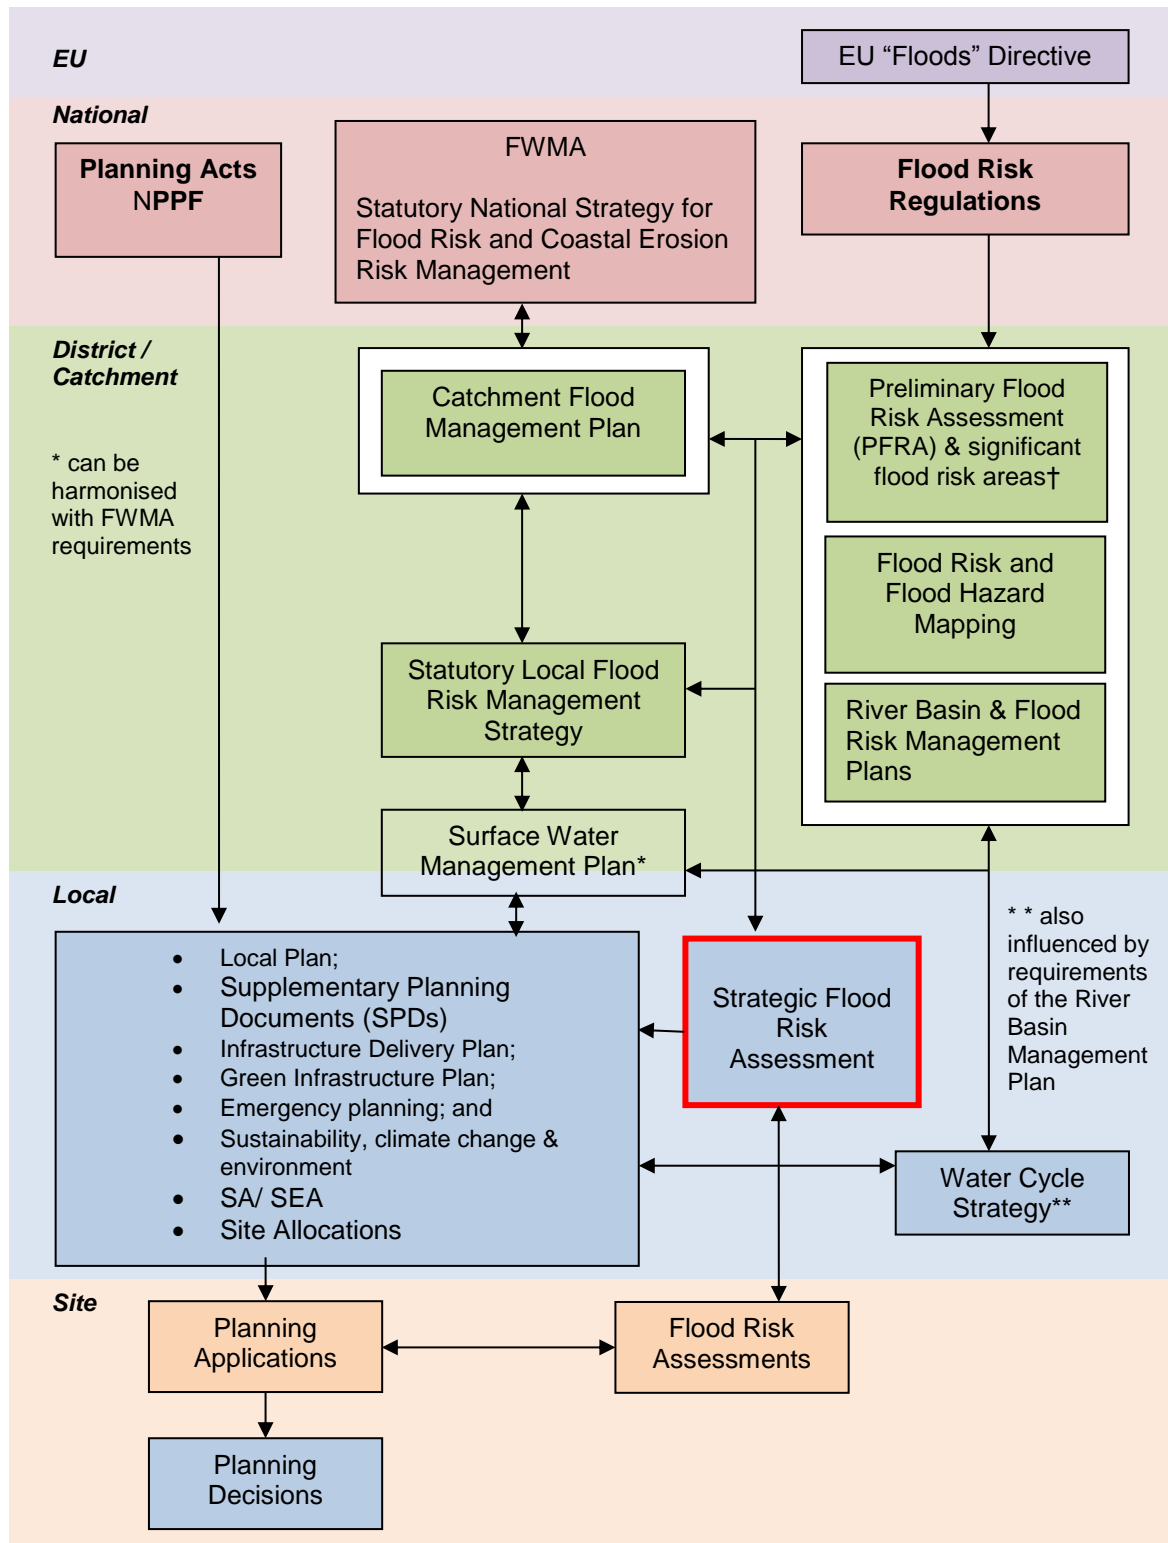 EU
EU “Floods” Directive
National
Planning Acts
NPPF
FWMA
Statutory National Strategy for
Flood Risk and Coastal Erosion
Risk Management
Flood Risk
Regulations
District /
Catchment
* can be
harmonised
with FWMA
requirements
Catchment Flood
Management Plan
Preliminary Flood
Risk Assessment
(PFRA) & significant
flood risk areas†
Flood Risk and
Flood Hazard
Mapping
River Basin & Flood
Risk Management
Plans
Statutory Local Flood
Risk Management
Strategy
Surface Water
Management Plan*
Local
• Local Plan;
• Supplementary Planning
Documents (SPDs)
• Infrastructure Delivery Plan;
• Green Infrastructure Plan;
• Emergency planning; and
• Sustainability, climate change &
environment
• SA/ SEA
• Site Allocations
Strategic Flood
Risk
Assessment
* * also
influenced by
requirements
of the River
Basin
Management
Plan
Water Cycle
Strategy**
Site
Planning
Applications
Flood Risk
Assessments
Planning
Decisions